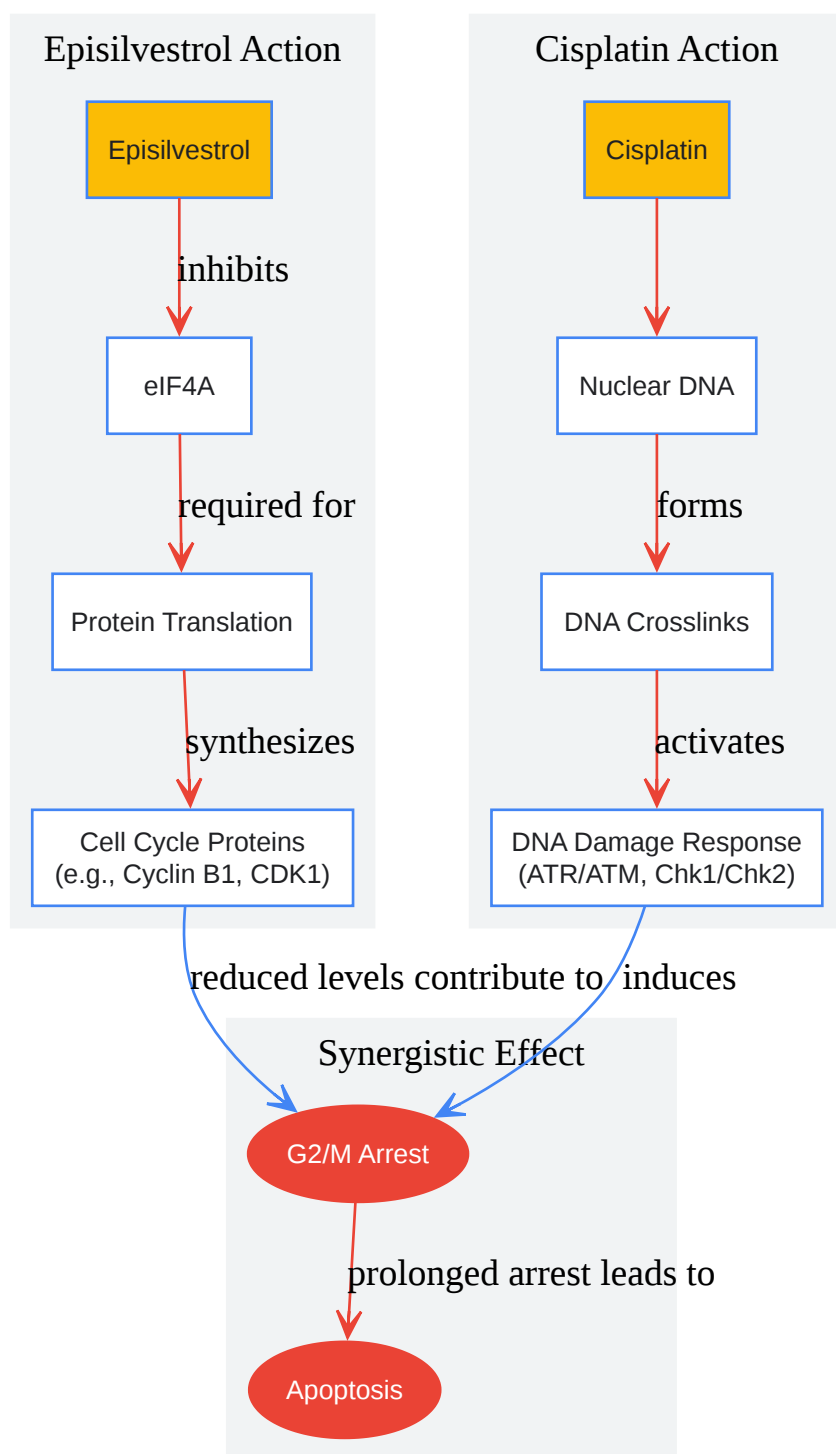 Episilvestrol Action
Episilvestrol
inhibits
eIF4A
required for
Protein Translation
synthesizes
Cell Cycle Proteins
(e.g., Cyclin B1, CDK1)
reduced levels contribute to
Cisplatin Action
Cisplatin
Nuclear DNA
forms
DNA Crosslinks
activates
DNA Damage Response
(ATR/ATM, Chk1/Chk2)
induces
Synergistic Effect
G2/M Arrest
prolonged arrest leads to
Apoptosis